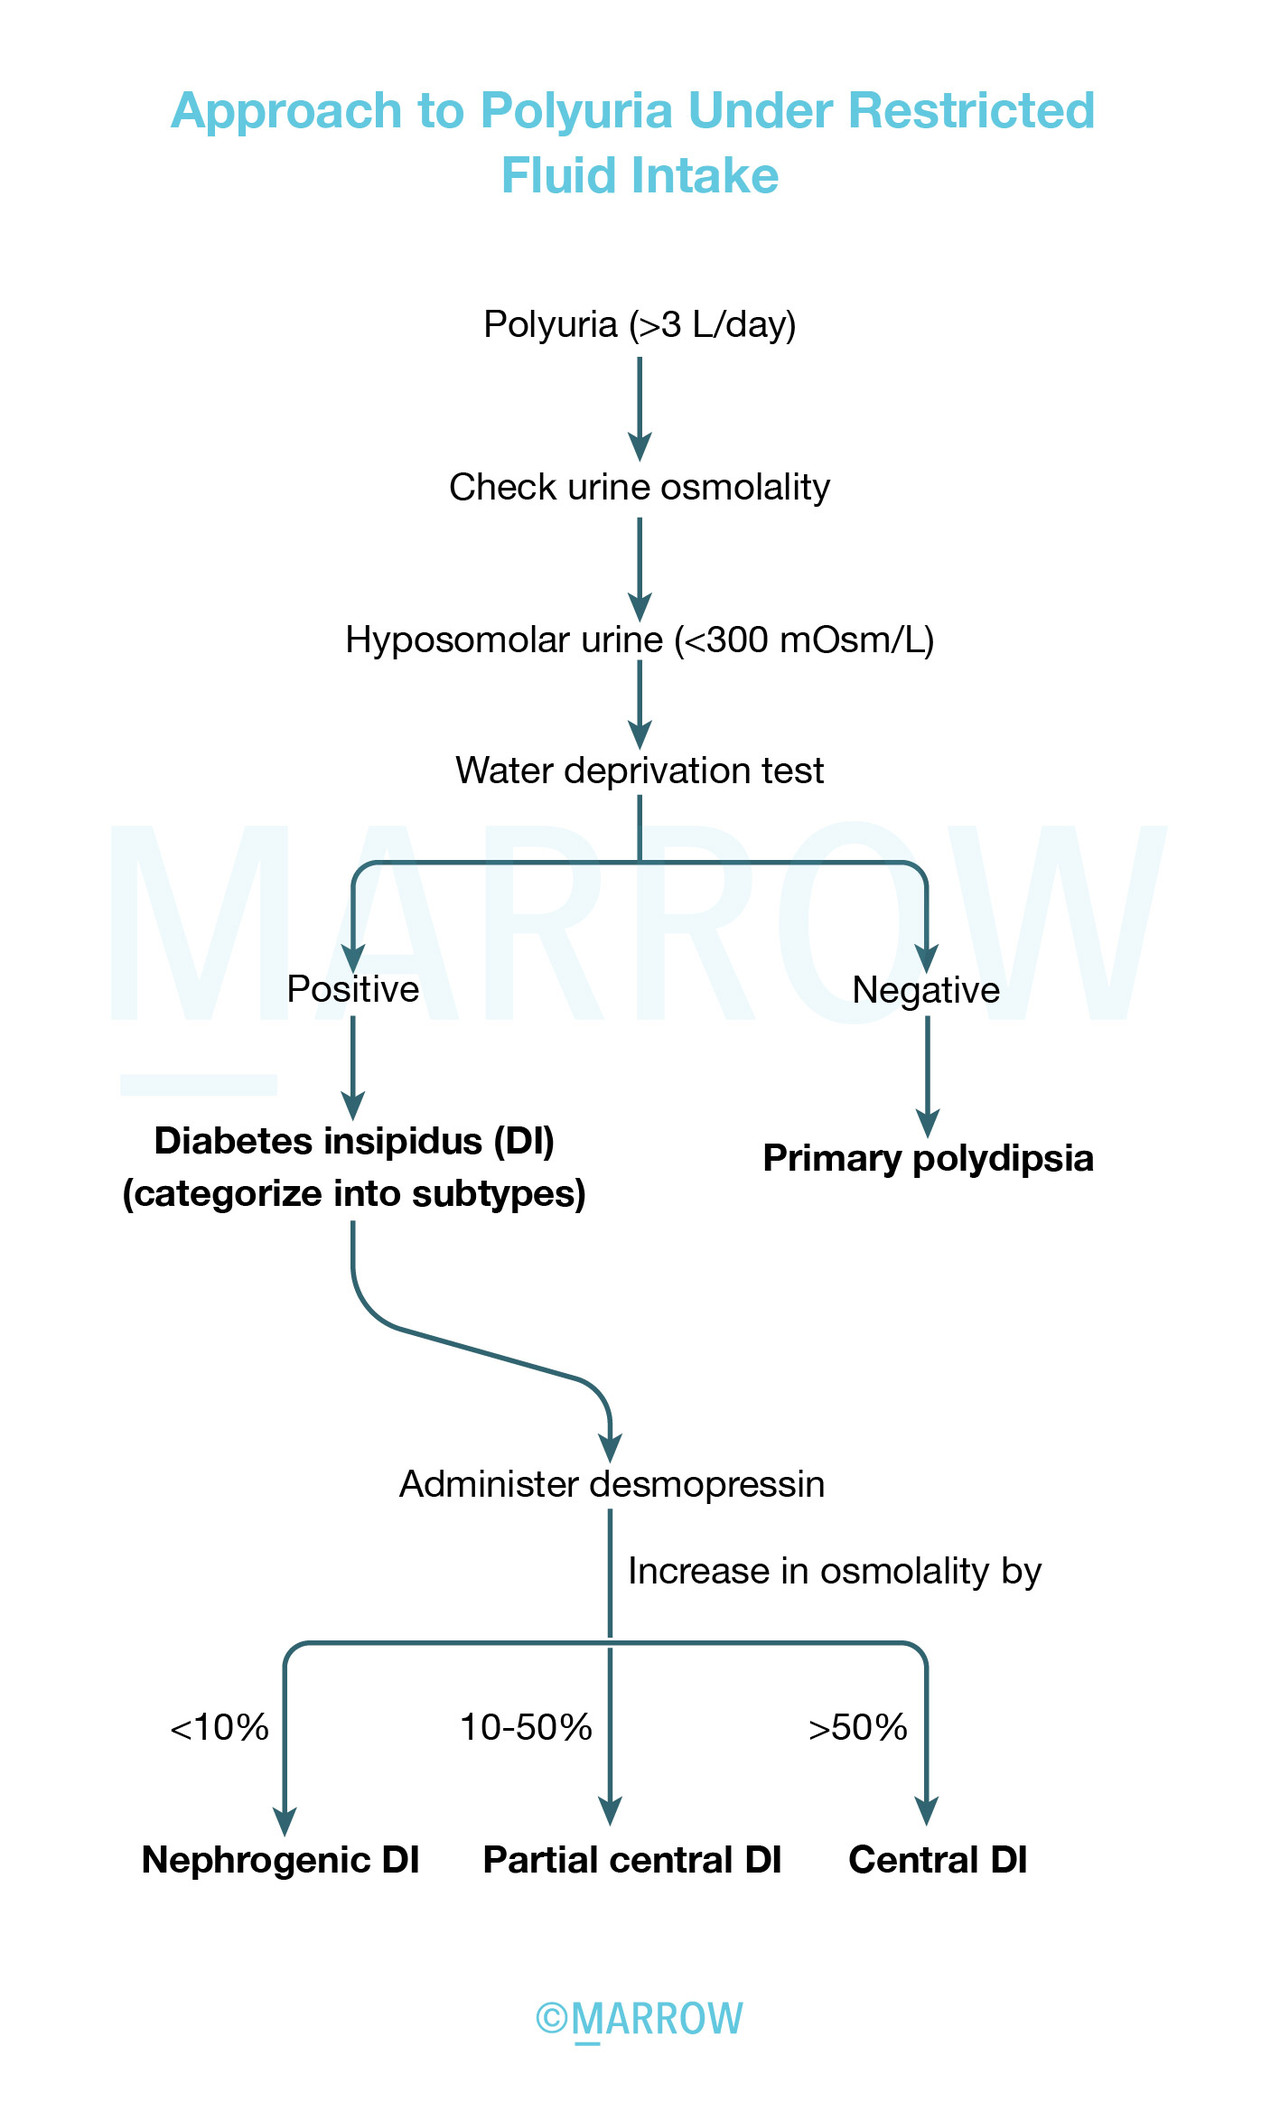 Approach to Polyuria Under Restricted
Fluid Intake
Polyuria (>3 L/day)
Check urine osmolality
Hyposomolar urine (<300 mOsm/L)
Water deprivation test
MARROW
Positive
Negative
Diabetes insipidus (DI)
(categorize into subtypes)
Primary polydipsia
Administer desmopressin
Increase in osmolality by
<10%
10-50%
>50%
Nephrogenic DI
Partial central DI
Central DI
©MARROW